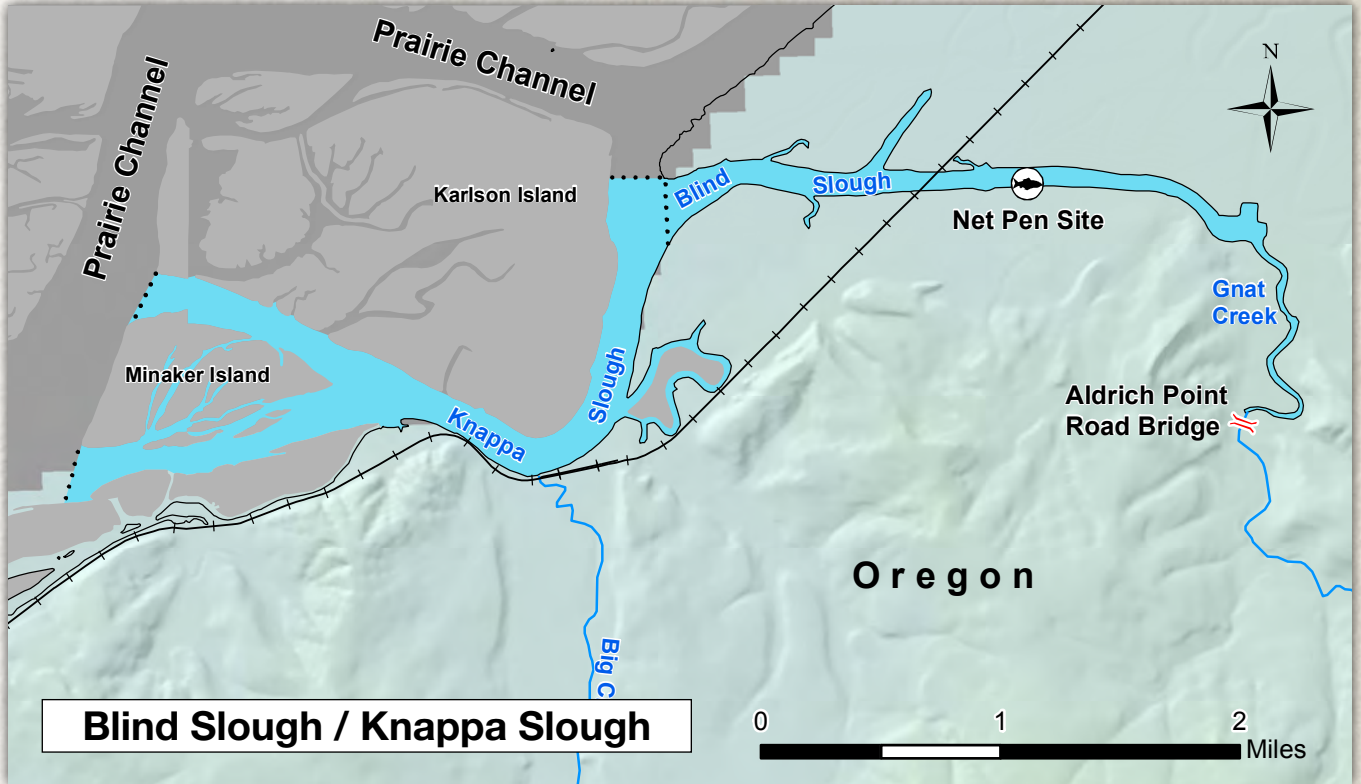 Prairie Channel
Prairie Channel
N
Karlson Island
Blind
Slough
Net Pen Site
Gnat
Creek
Minaker Island
Slough
Knappa
Aldrich Point
Road Bridge
Oregon
Big C
Blind Slough / Knappa Slough
0 1 2
Miles